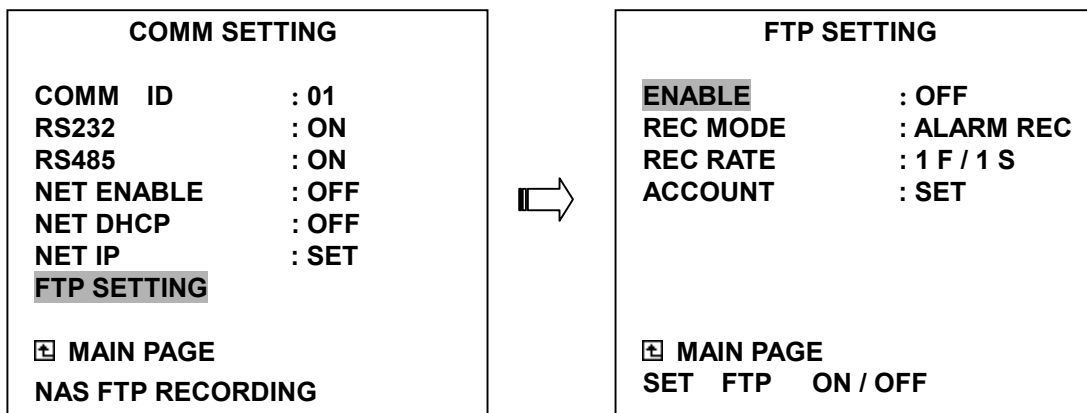 COMM SETTING
COMM ID : 01
RS232 : ON
RS485 : ON
NET ENABLE : OFF
NET DHCP : OFF
NET IP : SET
FTP SETTING
MAIN PAGE
NAS FTP RECORDING
FTP SETTING
ENABLE : OFF
REC MODE : ALARM REC
REC RATE : 1 F / 1 S
ACCOUNT : SET
MAIN PAGE
SET FTP ON / OFF